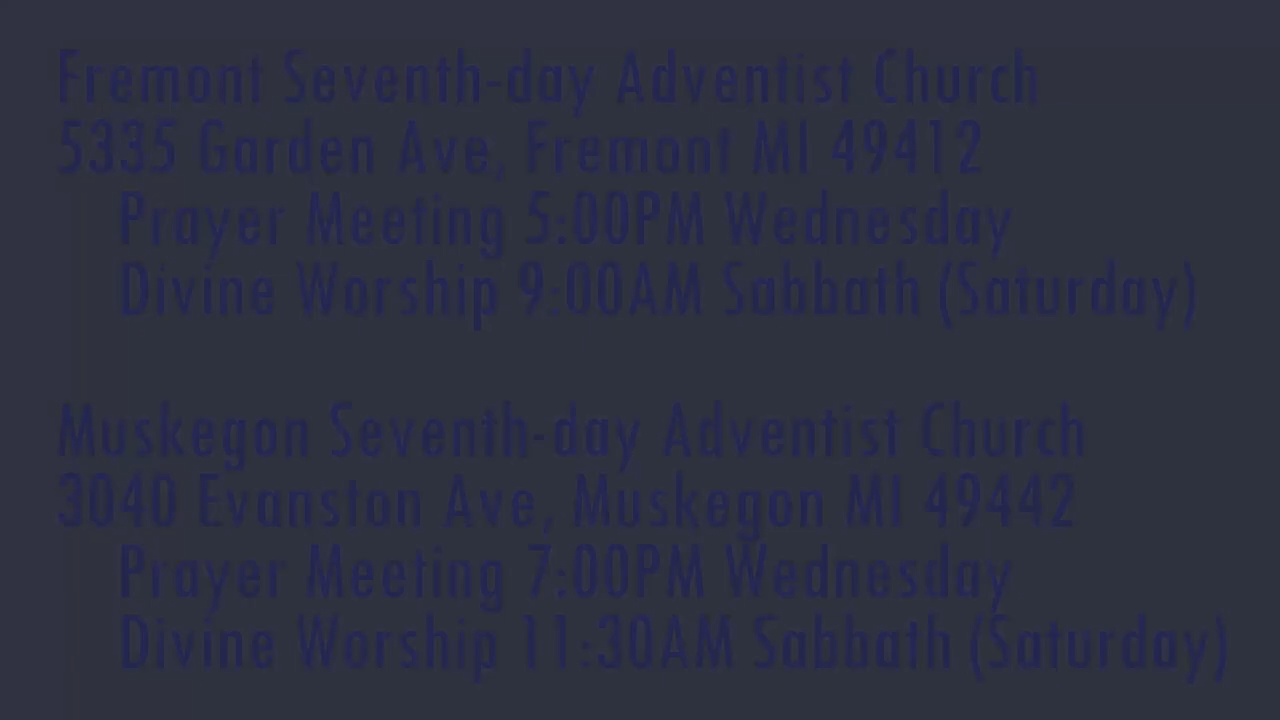 Fremont Seventh-day Adventist Church
5335 Garden Ave, Fremont MI 49412
Prayer Meeting 5:00PM Wednesday
Divine Worship 9:00AM Sabbath (Saturday)
Muskegon Seventh-day Adventist Church
3040 Evanston Ave, Muskegon MI 49442
Prayer Meeting 7:00PM Wednesday
Divine Worship 11:30AM Sabbath (Saturday)